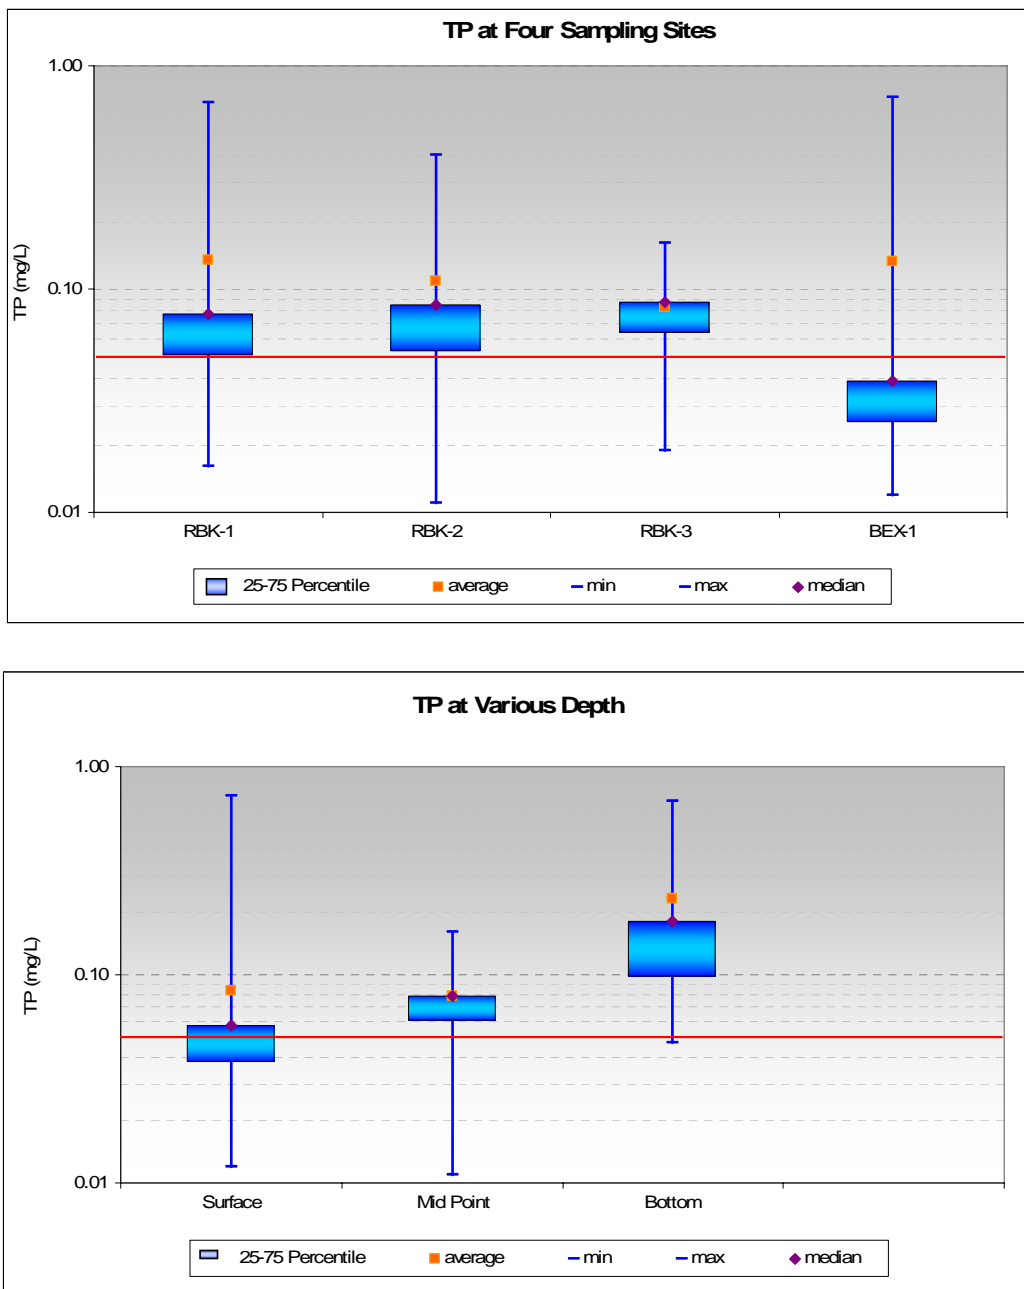 TP at Four Sampling Sites
1.00
0.10
0.01
TP (mg/L)
RBK-1 RBK-2 RBK-3 BEX-1
25-75 Percentile average min max median
TP at Various Depth
1.00
0.10
0.01
TP (mg/L)
Surface Mid Point Bottom
25-75 Percentile average min max median